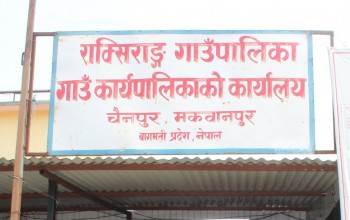 राक्सिराङ्ग गाउँपालिका
गाउँ कार्यपालिकाको कार्यालय
चैनपुर, मकवानपुर
बागमती प्रदेश, नेपाल